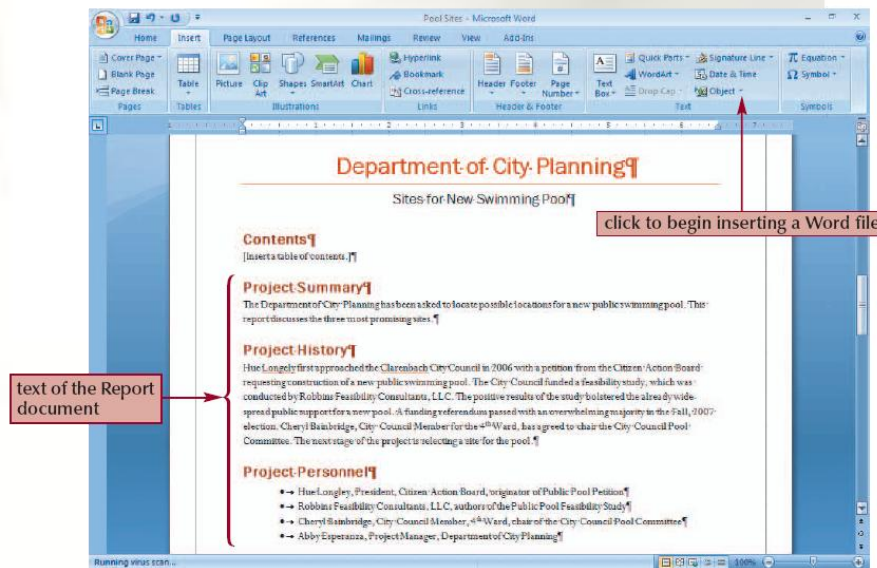 Pool Sites - Microsoft Word
Home Insert Page Layout References Mailings Review View Add-Ins
Cover Page
Blank Page
Page Break
Pages
Table
Tables
Picture Clip Art Shapes SmartArt Chart
Illustrations
Hyperlink
Bookmark
Cross-reference
Links
Header Footer Page Number
Header & Footer
Text Box
Quick Parts
WordArt
Drop Cap
Signature Line
Date & Time
Object
Text
Equation
Symbol
Symbols
click to begin inserting a Word file
Department·of·City·Planning¶
Sites·for·New·Swimming·Pool¶
Contents¶
[Insert·a·table·of·contents.]¶
text of the Report
document
Project·Summary¶
The·Department·of·City·Planning·has·been·asked·to·locate·possible·locations·for·a·new·public·swimming·pool.·This·
report·discusses·the·three·most·promising·sites.¶
Project·History¶
Hue·Longely·first·approached·the·Clarenbach·City·Council·in·2006·with·a·petition·from·the·Citizen·Action·Board·
requesting·construction·of·a·new·public·swimming·pool.·The·City·Council·funded·a·feasibility·study,·which·was·
conducted·by·Robbins·Feasibility·Consultants,·LLC.·The·positive·results·of·the·study·bolstered·the·already·wide-
spread·public·support·for·a·new·pool.·A·funding·referendum·passed·with·an·overwhelming·majority·in·the·Fall,·2007·
election.·Cheryl·Bainbridge,·City·Council·Member·for·the·4th·Ward,·has·agreed·to·chair·the·City·Council·Pool·
Committee.·The·next·stage·of·the·project·is·selecting·a·site·for·the·pool.¶
Project·Personnel¶
•→Hue·Longley,·President,·Citizen·Action·Board,·originator·of·Public·Pool·Petition¶
•→Robbins·Feasibility·Consultants,·LLC,·authors·of·the·Public·Pool·Feasibility·Study¶
•→Cheryl·Bainbridge,·City·Council·Member,·4th·Ward,·chair·of·the·City·Council·Pool·Committee¶
•→Abby·Esperanza,·Project·Manager,·Department·of·City·Planning¶
Running virus scan...
100%